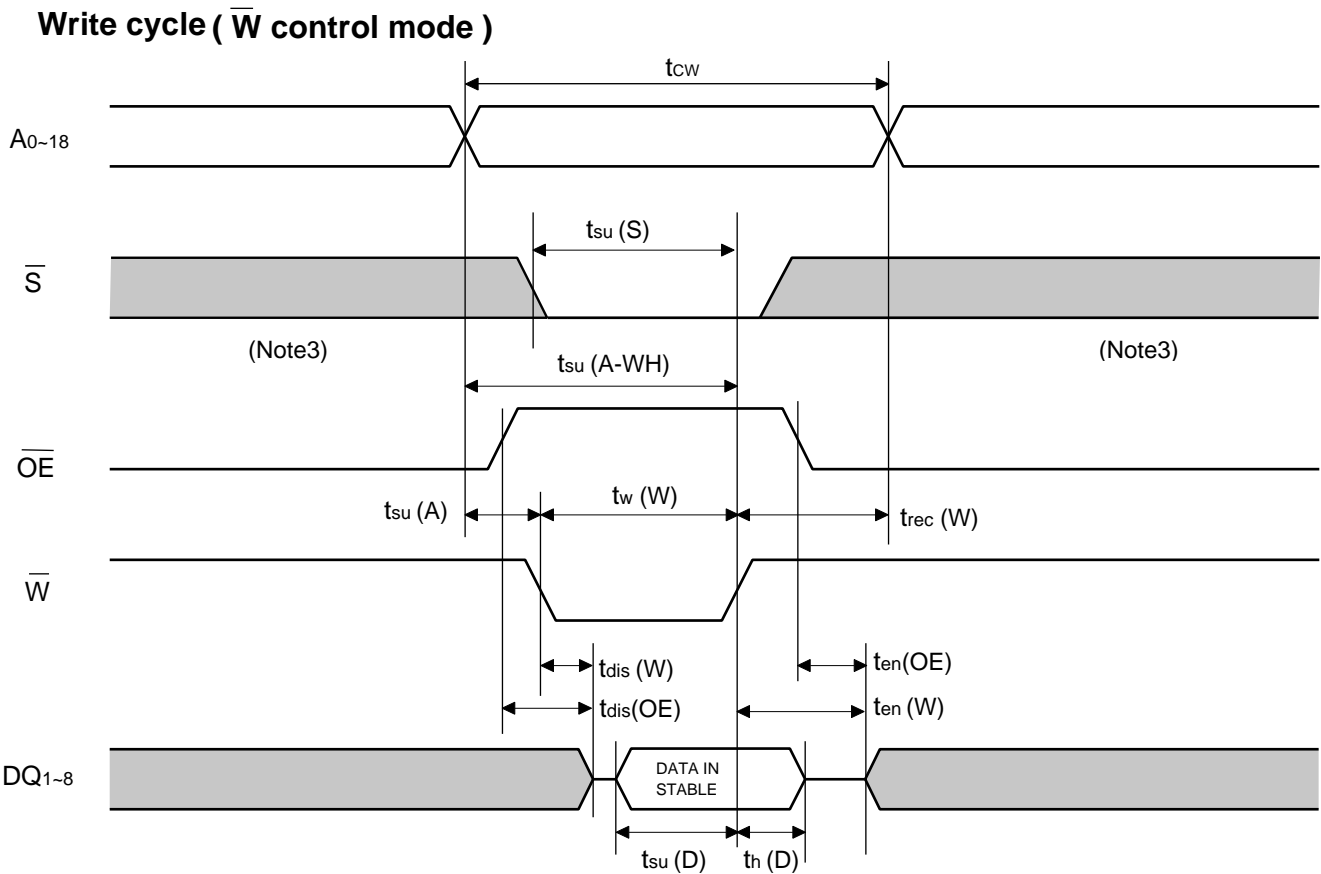 Write cycle ( W̅ control mode )
tCW
A0~18
tsu (S)
S̅
(Note3)
(Note3)
tsu (A-WH)
O̅E̅
tsu (A)
tw (W)
trec (W)
W̅
tdis (W)
ten(OE)
tdis(OE)
ten (W)
DQ1~8
DATA IN
STABLE
tsu (D)
th (D)